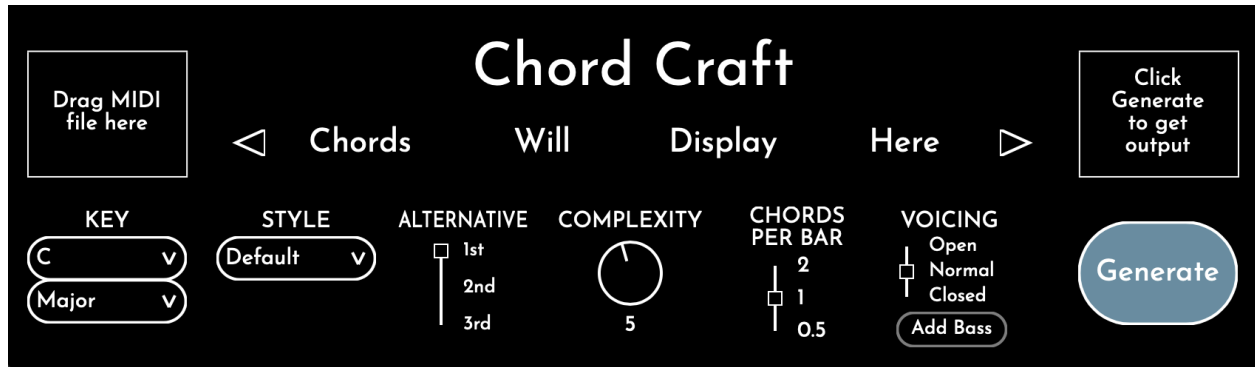 Chord Craft
Drag MIDI
file here
Chords Will Display Here
Click
Generate
to get
output
KEY
C
Major
STYLE
Default
ALTERNATIVE
1st
2nd
3rd
COMPLEXITY
5
CHORDS
PER BAR
2
1
0.5
VOICING
Open
Normal
Closed
Add Bass
Generate